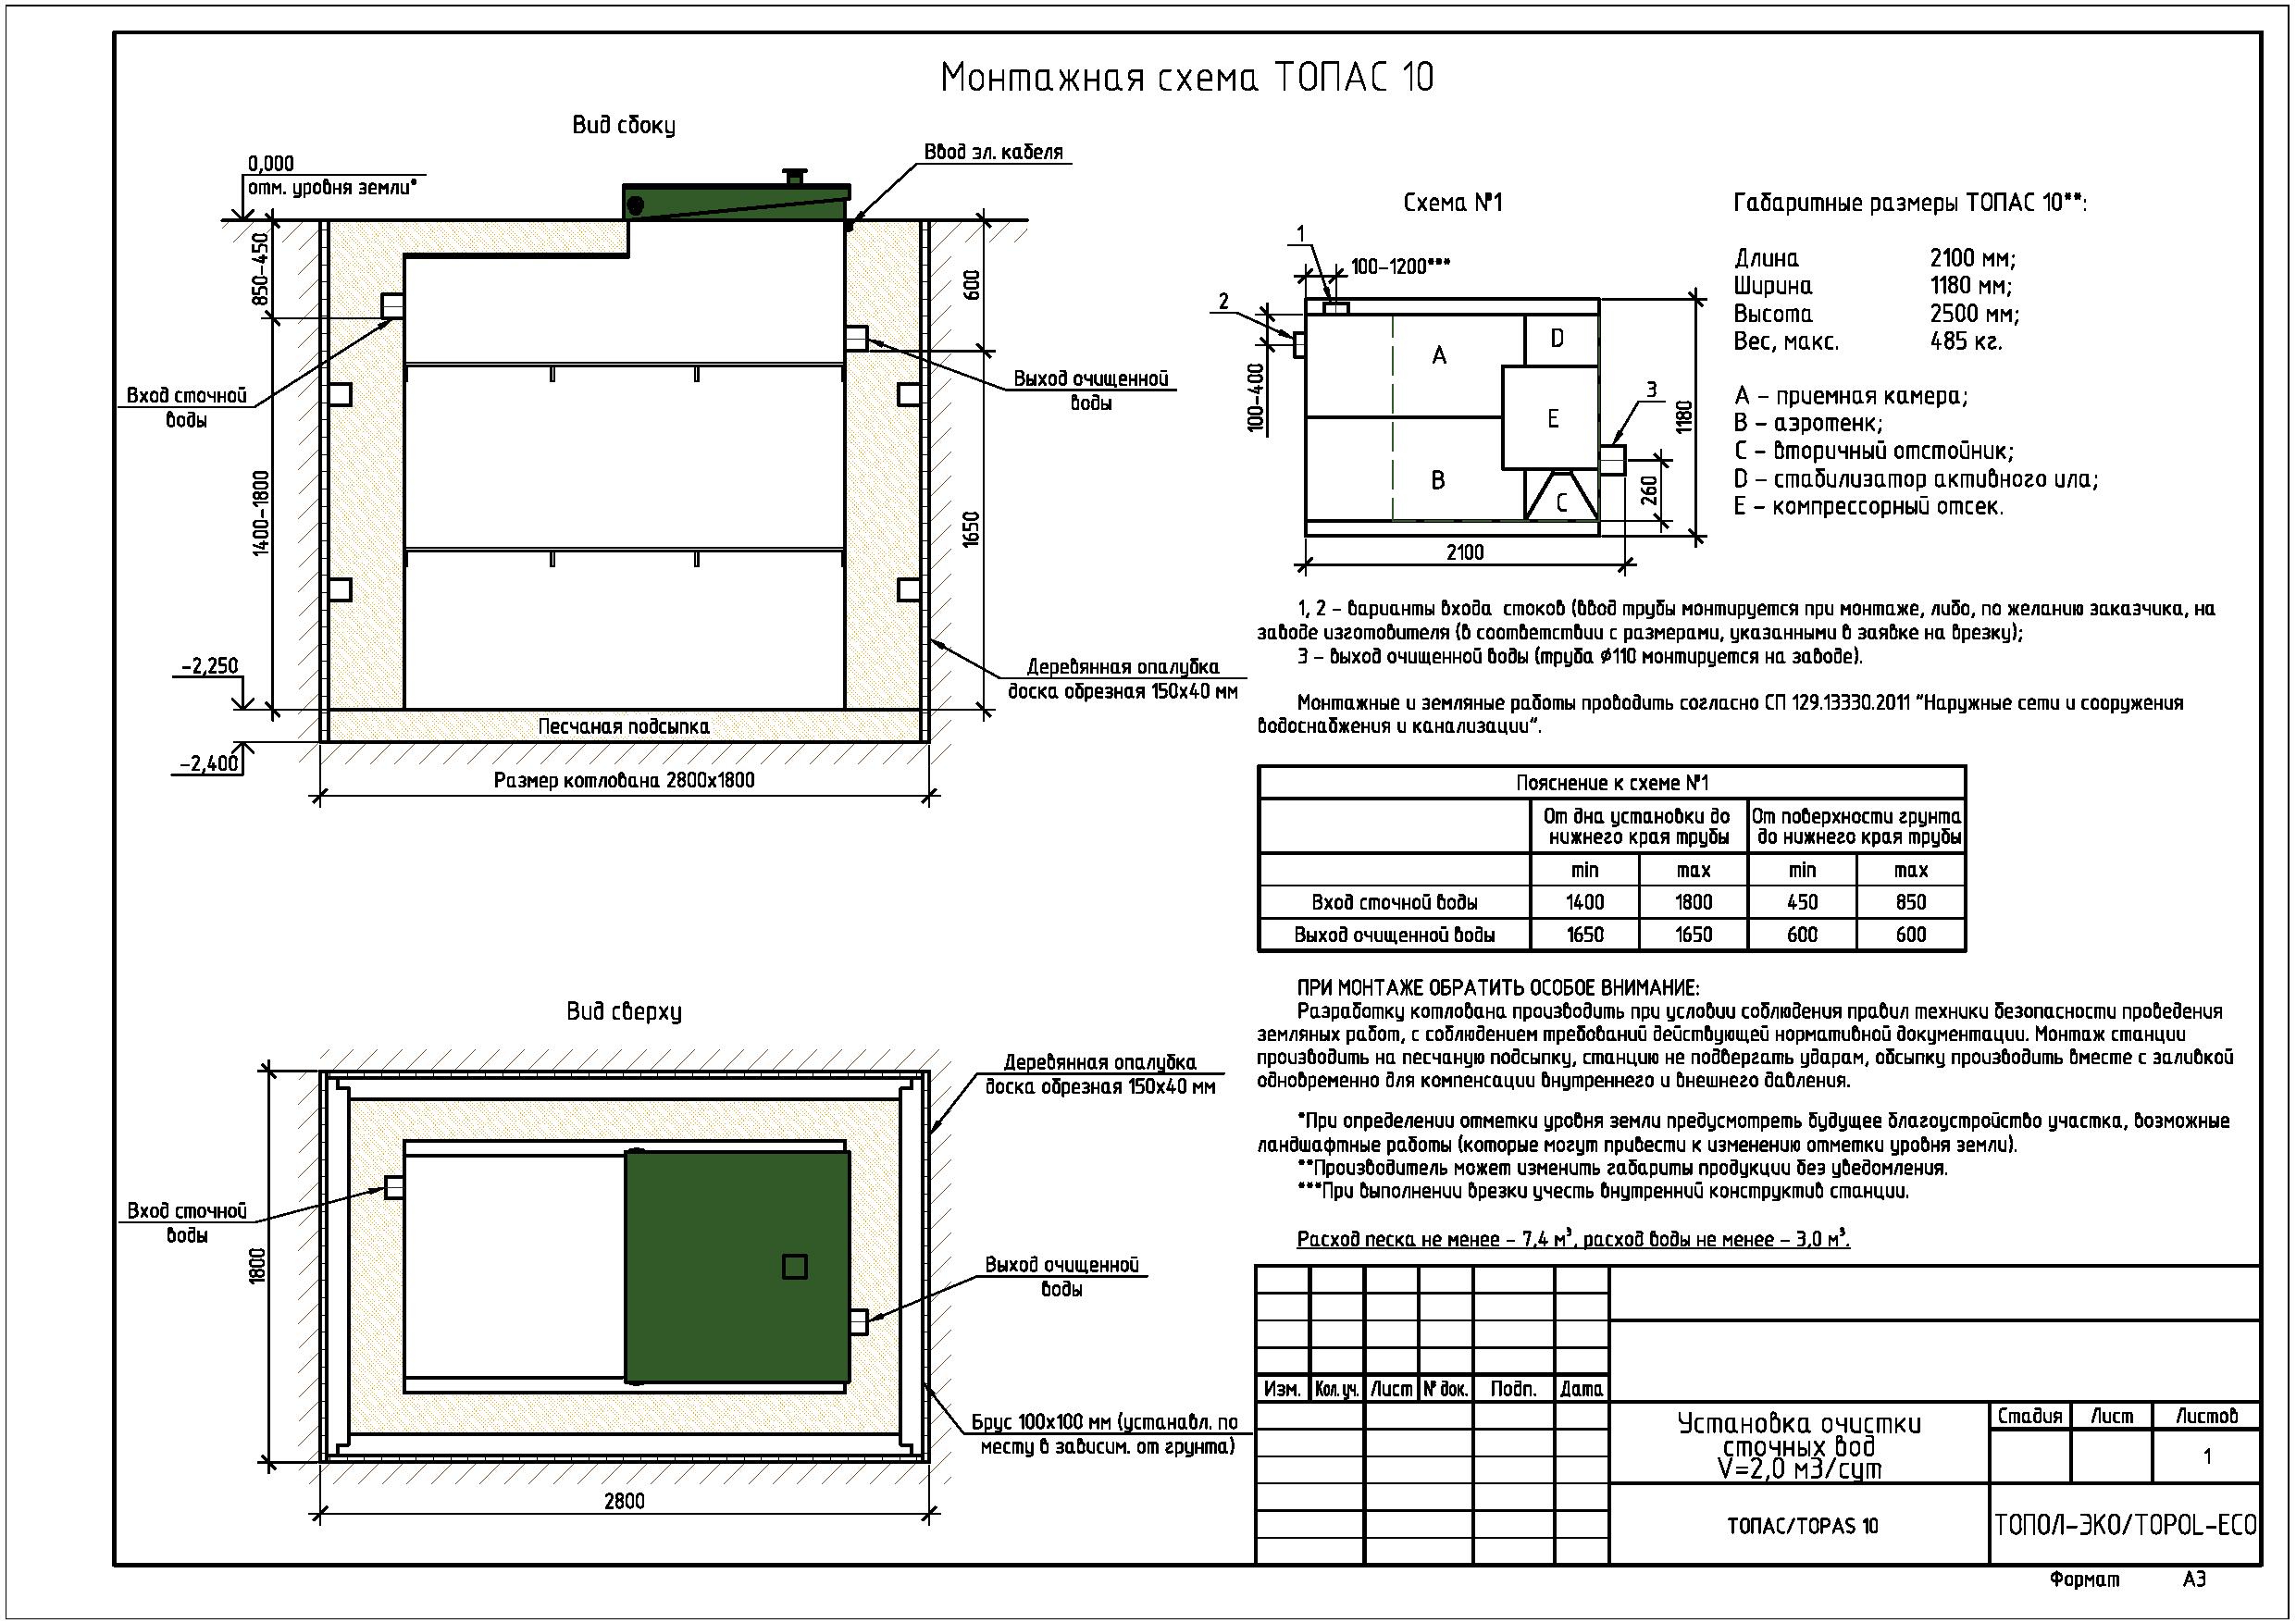 Монтажная схема ТОПАС 10
Вид сбоку
0,000
отм. уровня земли*
Ввод эл. кабеля
850-450
600
Вход сточной
воды
Выход очищенной
воды
1400-1800
1650
-2,250
Деревянная опалубка
доска обрезная 150х40 мм
Песчаная подсыпка
-2,400
Размер котлована 2800х1800
Вид сверху
Деревянная опалубка
доска обрезная 150х40 мм
Вход сточной
воды
1800
Выход очищенной
воды
Брус 100х100 мм (устанавл. по
месту в зависим. от грунта)
2800
Схема №1
1
100-1200***
2
A
D
100-400
E
3
1180
B
C
260
2100
Габаритные размеры ТОПАС 10**:
Длина 2100 мм;
Ширина 1180 мм;
Высота 2500 мм;
Вес, макс. 485 кг.
A - приемная камера;
B - аэротенк;
C - вторичный отстойник;
D - стабилизатор активного ила;
E - компрессорный отсек.
1, 2 - варианты входа стоков (ввод трубы монтируется при монтаже, либо, по желанию заказчика, на
заводе изготовителя (в соответствии с размерами, указанными в заявке на врезку);
3 - выход очищенной воды (труба ⌀110 монтируется на заводе).
Монтажные и земляные работы проводить согласно СП 129.13330.2011 "Наружные сети и сооружения
водоснабжения и канализации".
Пояснение к схеме №1
От дна установки до
нижнего края трубы
От поверхности грунта
до нижнего края трубы
min max min max
Вход сточной воды 1400 1800 450 850
Выход очищенной воды 1650 1650 600 600
ПРИ МОНТАЖЕ ОБРАТИТЬ ОСОБОЕ ВНИМАНИЕ:
Разработку котлована производить при условии соблюдения правил техники безопасности проведения
земляных работ, с соблюдением требований действующей нормативной документации. Монтаж станции
производить на песчаную подсыпку, станцию не подвергать ударам, обсыпку производить вместе с заливкой
одновременно для компенсации внутреннего и внешнего давления.
*При определении отметки уровня земли предусмотреть будущее благоустройство участка, возможные
ландшафтные работы (которые могут привести к изменению отметки уровня земли).
**Производитель может изменить габариты продукции без уведомления.
***При выполнении врезки учесть внутренний конструктив станции.
Расход песка не менее - 7,4 м³, расход воды не менее - 3,0 м³.
Изм. Кол.уч. Лист № док. Подп. Дата
Установка очистки
сточных вод
V=2,0 м3/сут
Стадия Лист Листов
1
ТОПАС/TOPAS 10
ТОПОЛ-ЭКО/TOPOL-ECO
Формат А3